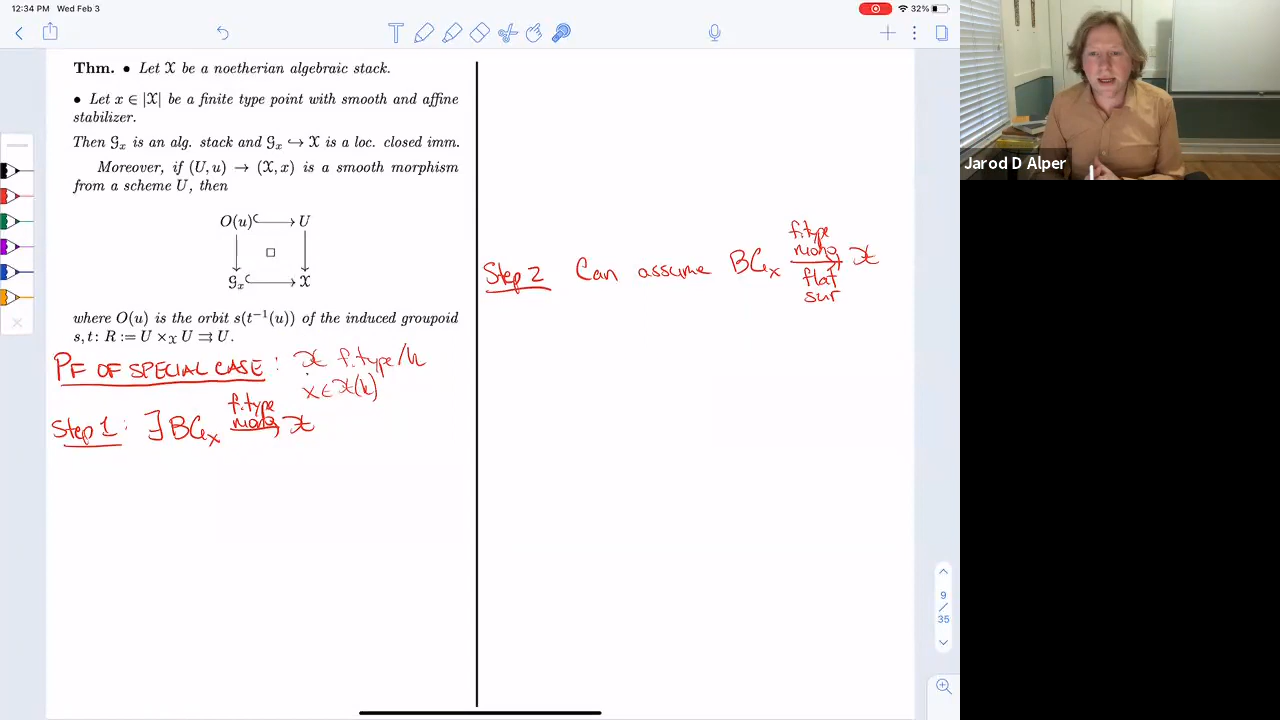 12:34 PM Wed Feb 3
32%
Thm. • Let 𝔛 be a noetherian algebraic stack.
• Let x ∈ |𝔛| be a finite type point with smooth and affine
stabilizer.
Then 𝒢ₓ is an alg. stack and 𝒢ₓ ↪ 𝔛 is a loc. closed imm.
Moreover, if (U, u) → (𝔛, x) is a smooth morphism
from a scheme U, then
O(u) ↪ U
□
𝒢ₓ ↪ 𝔛
where O(u) is the orbit s(t⁻¹(u)) of the induced groupoid
s, t: R := U ×_𝔛 U ⇉ U.
PF OF SPECIAL CASE : 𝔛 f.type/k
x ∈ 𝔛(k)
f.type
Step 1 : ∃ BGₓ mono 𝔛
f.type
mono
Step 2 Can assume BGₓ → 𝔛
flat
sur
9
/
35
Jarod D Alper